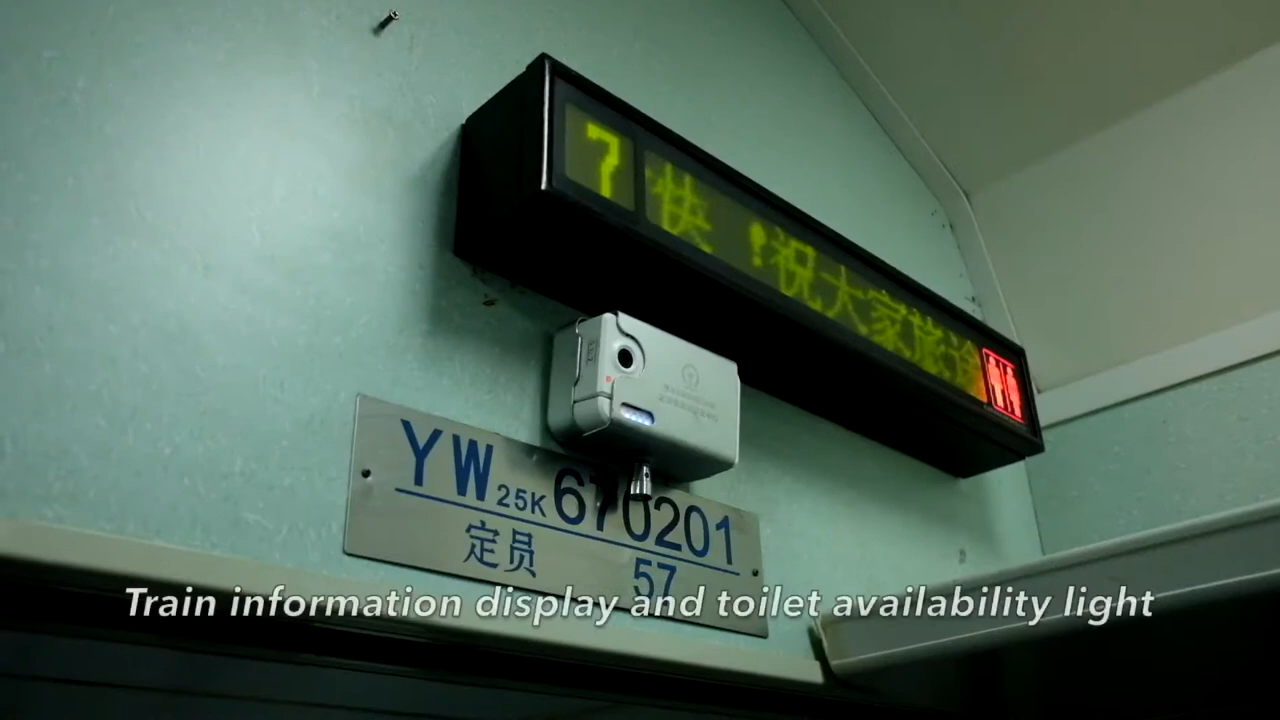 7 快 !祝大家旅途
YW25K 670201
定员 57
Train information display and toilet availability light